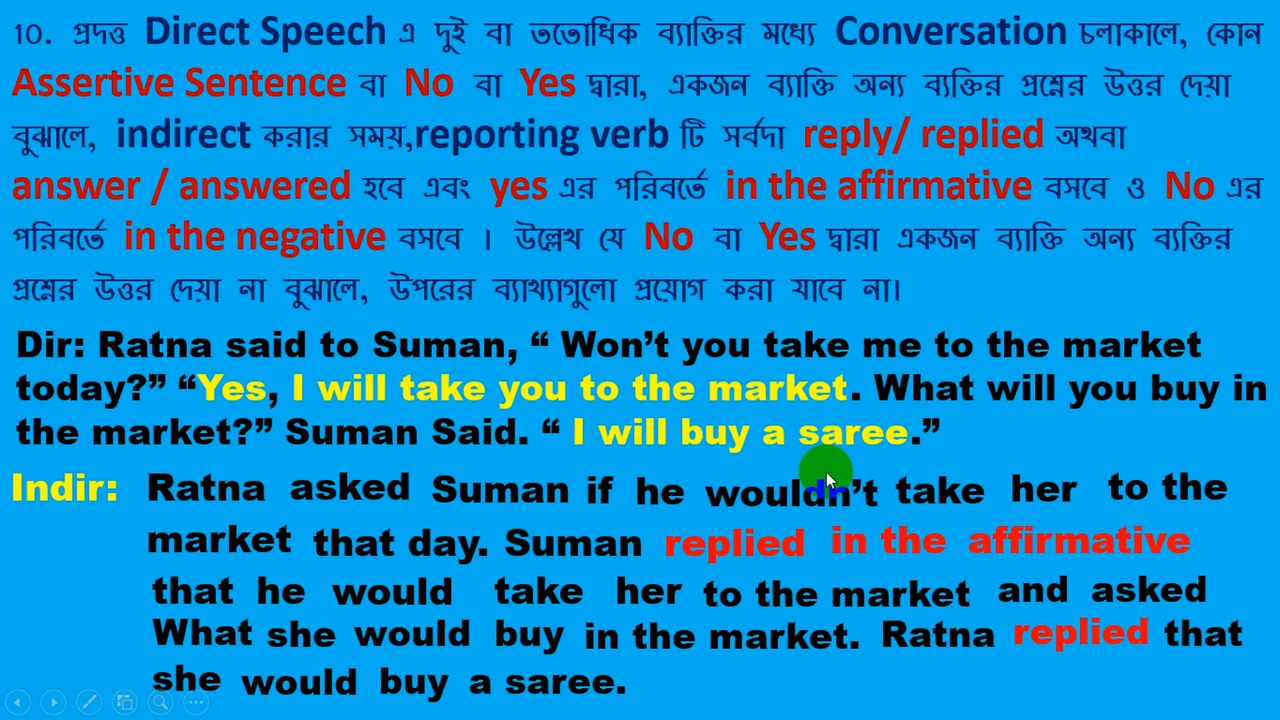 10. প্রদত্ত Direct Speech এ দুই বা ততোধিক ব্যাক্তির মধ্যে Conversation চলাকালে, কোন
Assertive Sentence বা No বা Yes দ্বারা, একজন ব্যাক্তি অন্য ব্যক্তির প্রশ্নের উত্তর দেয়া
বুঝালে, indirect করার সময়,reporting verb টি সর্বদা reply/ replied অথবা
answer / answered হবে এবং yes এর পরিবর্তে in the affirmative বসবে ও No এর
পরিবর্তে in the negative বসবে । উল্লেখ যে No বা Yes দ্বারা একজন ব্যাক্তি অন্য ব্যক্তির
প্রশ্নের উত্তর দেয়া না বুঝালে, উপরের ব্যাখ্যাগুলো প্রয়োগ করা যাবে না।
Dir: Ratna said to Suman, “ Won’t you take me to the market
today?” “Yes, I will take you to the market. What will you buy in
the market?” Suman Said. “ I will buy a saree.”
Indir: Ratna asked Suman if he wouldn’t take her to the
market that day. Suman replied in the affirmative
that he would take her to the market and asked
What she would buy in the market. Ratna replied that
she would buy a saree.